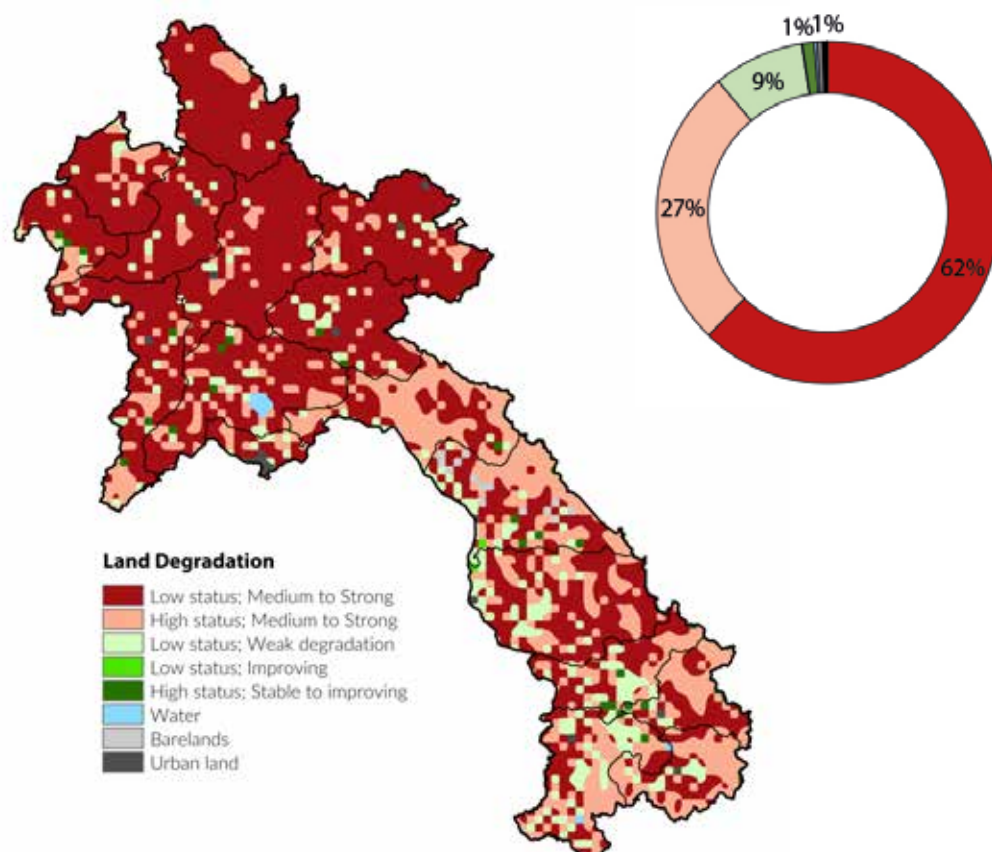 1% 1%
9%
27%
62%
Land Degradation
Low status; Medium to Strong
High status; Medium to Strong
Low status; Weak degradation
Low status; Improving
High status; Stable to improving
Water
Barelands
Urban land